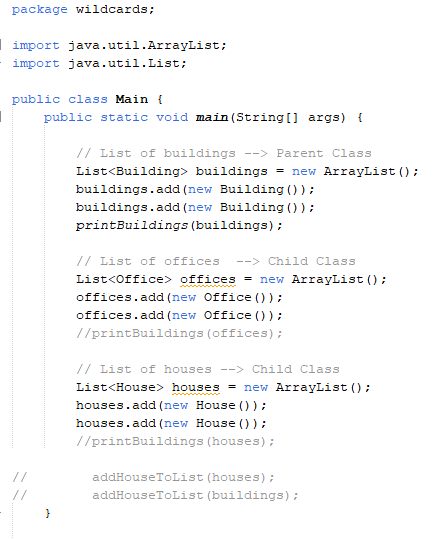 package wildcards;
import java.util.ArrayList;
import java.util.List;
public class Main {
public static void main(String[] args) {
// List of buildings --> Parent Class
List<Building> buildings = new ArrayList();
buildings.add(new Building());
buildings.add(new Building());
printBuildings(buildings);
// List of offices  --> Child Class
List<Office> offices = new ArrayList();
offices.add(new Office());
offices.add(new Office());
//printBuildings(offices);
// List of houses --> Child Class
List<House> houses = new ArrayList();
houses.add(new House());
houses.add(new House());
//printBuildings(houses);
//        addHouseToList(houses);
//        addHouseToList(buildings);
}